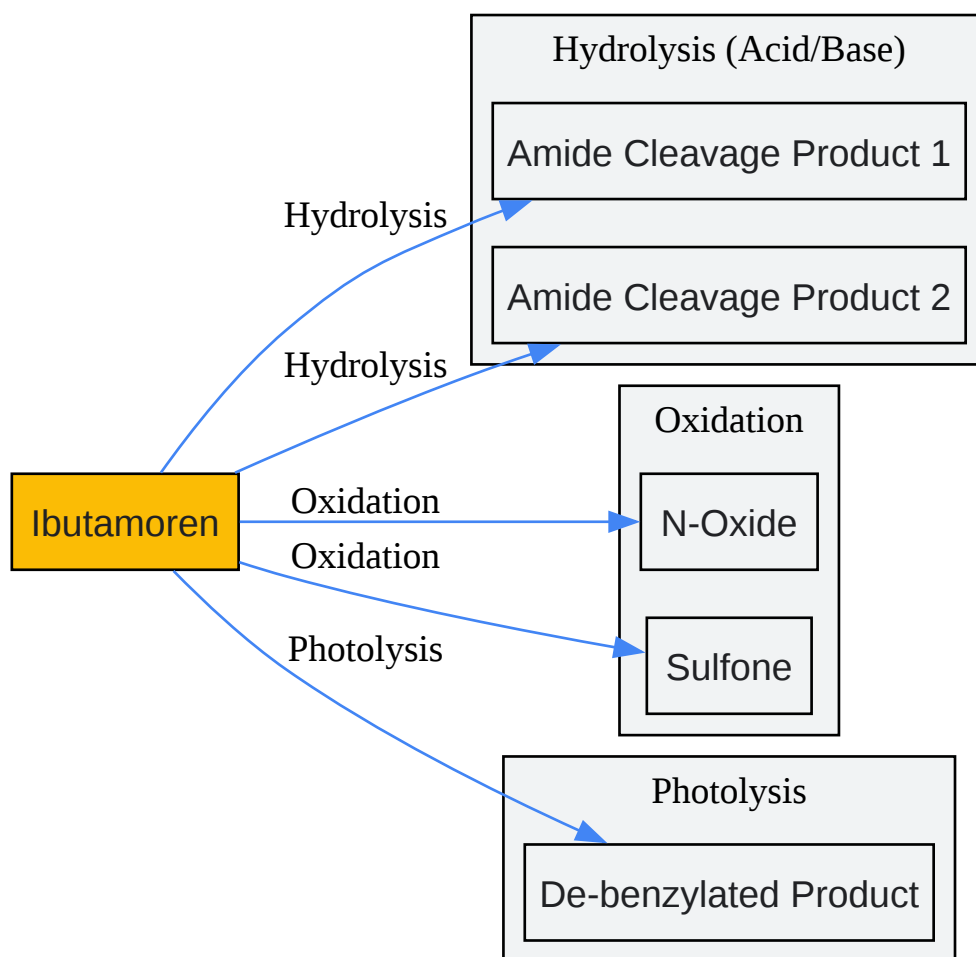 Hydrolysis (Acid/Base)
Amide Cleavage Product 1
Hydrolysis
Amide Cleavage Product 2
Hydrolysis
Oxidation
Ibutamoren
Oxidation
N-Oxide
Oxidation
Photolysis
Sulfone
Photolysis
De-benzylated Product